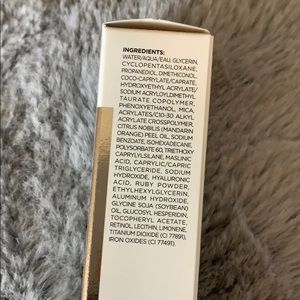 INGREDIENTS:
WATER/AQUA/EAU, GLYCERIN,
CYCLOPENTASILOXANE,
PROPANEDIOL, DIMETHICONOL,
COCO-CAPRYLATE/CAPRATE,
HYDROXYETHYL ACRYLATE/
SODIUM ACRYLOYLDIMETHYL
TAURATE COPOLYMER,
PHENOXYETHANOL, MICA,
ACRYLATES/C10-30 ALKYL
ACRYLATE CROSSPOLYMER,
CITRUS NOBILIS (MANDARIN
ORANGE) PEEL OIL, SODIUM
BENZOATE, ISOHEXADECANE,
POLYSORBATE 60, TRIETHOXY
CAPRYLYLSILANE, MASLINIC
ACID, CAPRYLIC/CAPRIC
TRIGLYCERIDE, SODIUM
HYDROXIDE, HYALURONIC
ACID, RUBY POWDER,
ETHYLHEXYLGLYCERIN,
ALUMINUM HYDROXIDE,
GLYCINE SOJA (SOYBEAN)
OIL, GLUCOSYL HESPERIDIN,
TOCOPHERYL ACETATE,
RETINOL, LECITHIN, LIMONENE,
TITANIUM DIOXIDE (CI 77891),
IRON OXIDES (CI 77491).